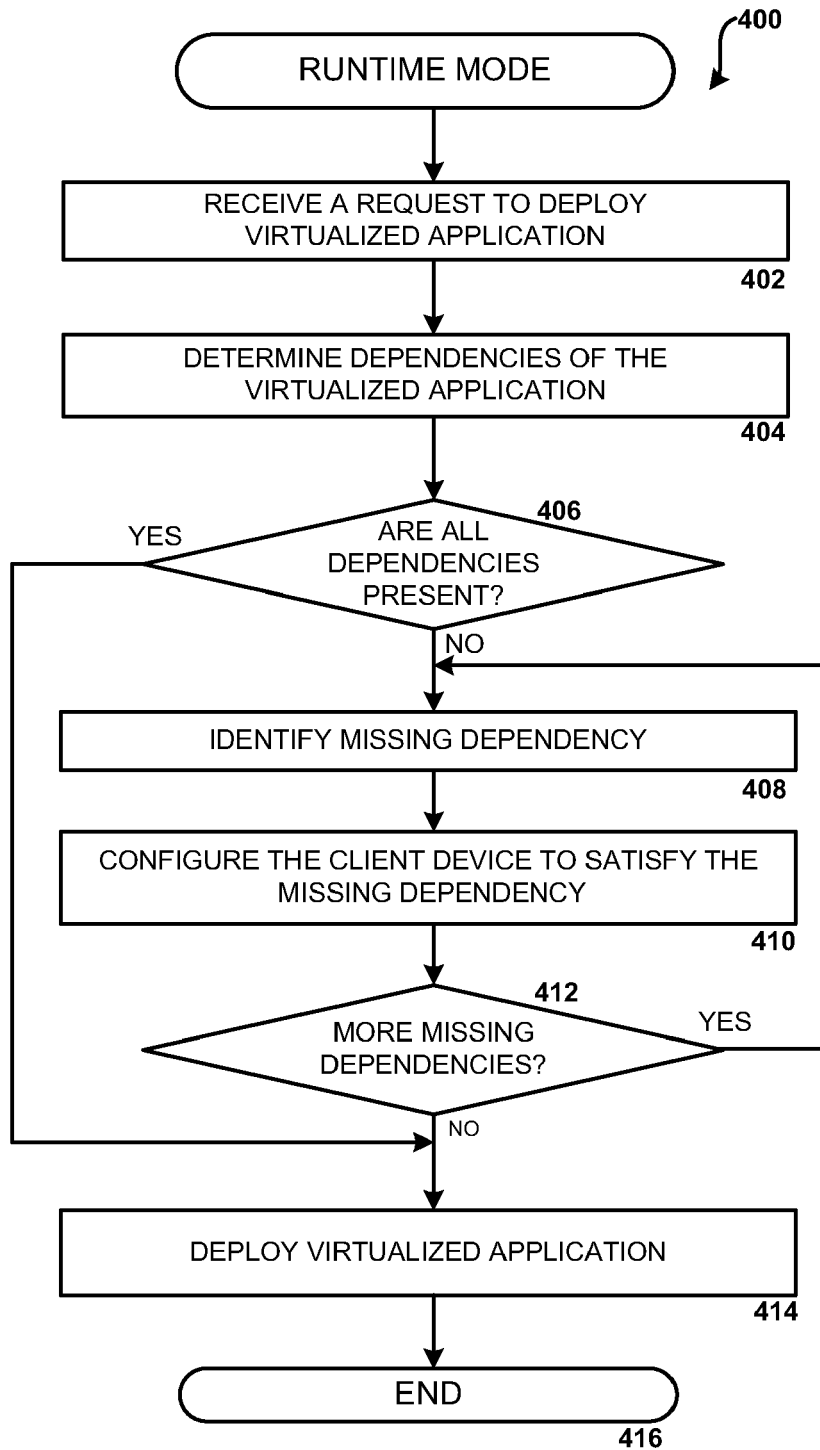 400
RUNTIME MODE
RECEIVE A REQUEST TO DEPLOY
VIRTUALIZED APPLICATION
402
DETERMINE DEPENDENCIES OF THE
VIRTUALIZED APPLICATION
404
406
YES
ARE ALL
DEPENDENCIES
PRESENT?
NO
IDENTIFY MISSING DEPENDENCY
408
CONFIGURE THE CLIENT DEVICE TO SATISFY THE
MISSING DEPENDENCY
410
412
MORE MISSING
DEPENDENCIES?
YES
NO
DEPLOY VIRTUALIZED APPLICATION
414
END
416